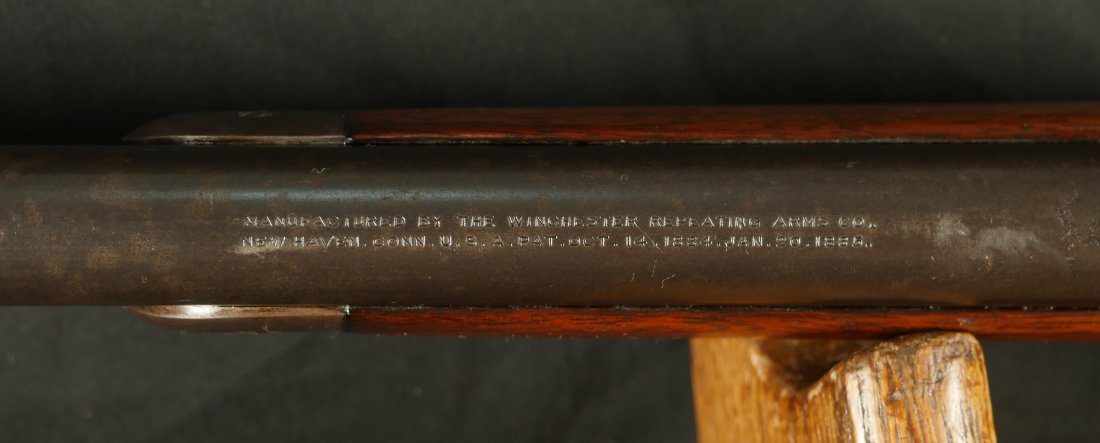 MANUFACTURED BY THE WINCHESTER REPEATING ARMS CO.
NEW HAVEN. CONN. U. S. A. PAT. OCT. 14. 1884. JAN. 20. 1885.